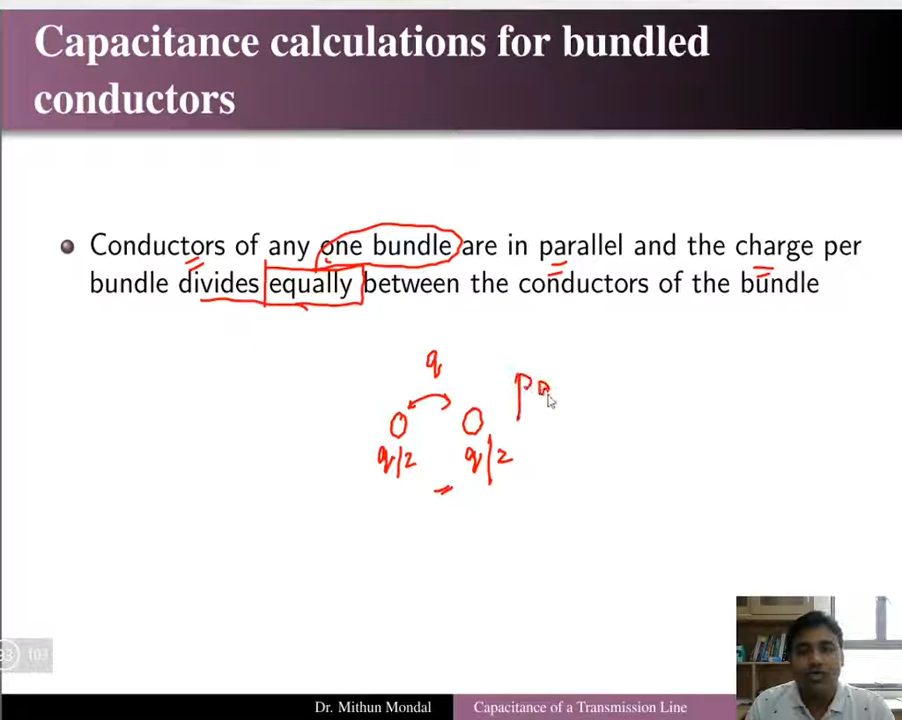 Capacitance calculations for bundled
conductors
Conductors of any one bundle are in parallel and the charge per
bundle divides equally between the conductors of the bundle
q
q/2 q/2
Dr. Mithun Mondal
Capacitance of a Transmission Line